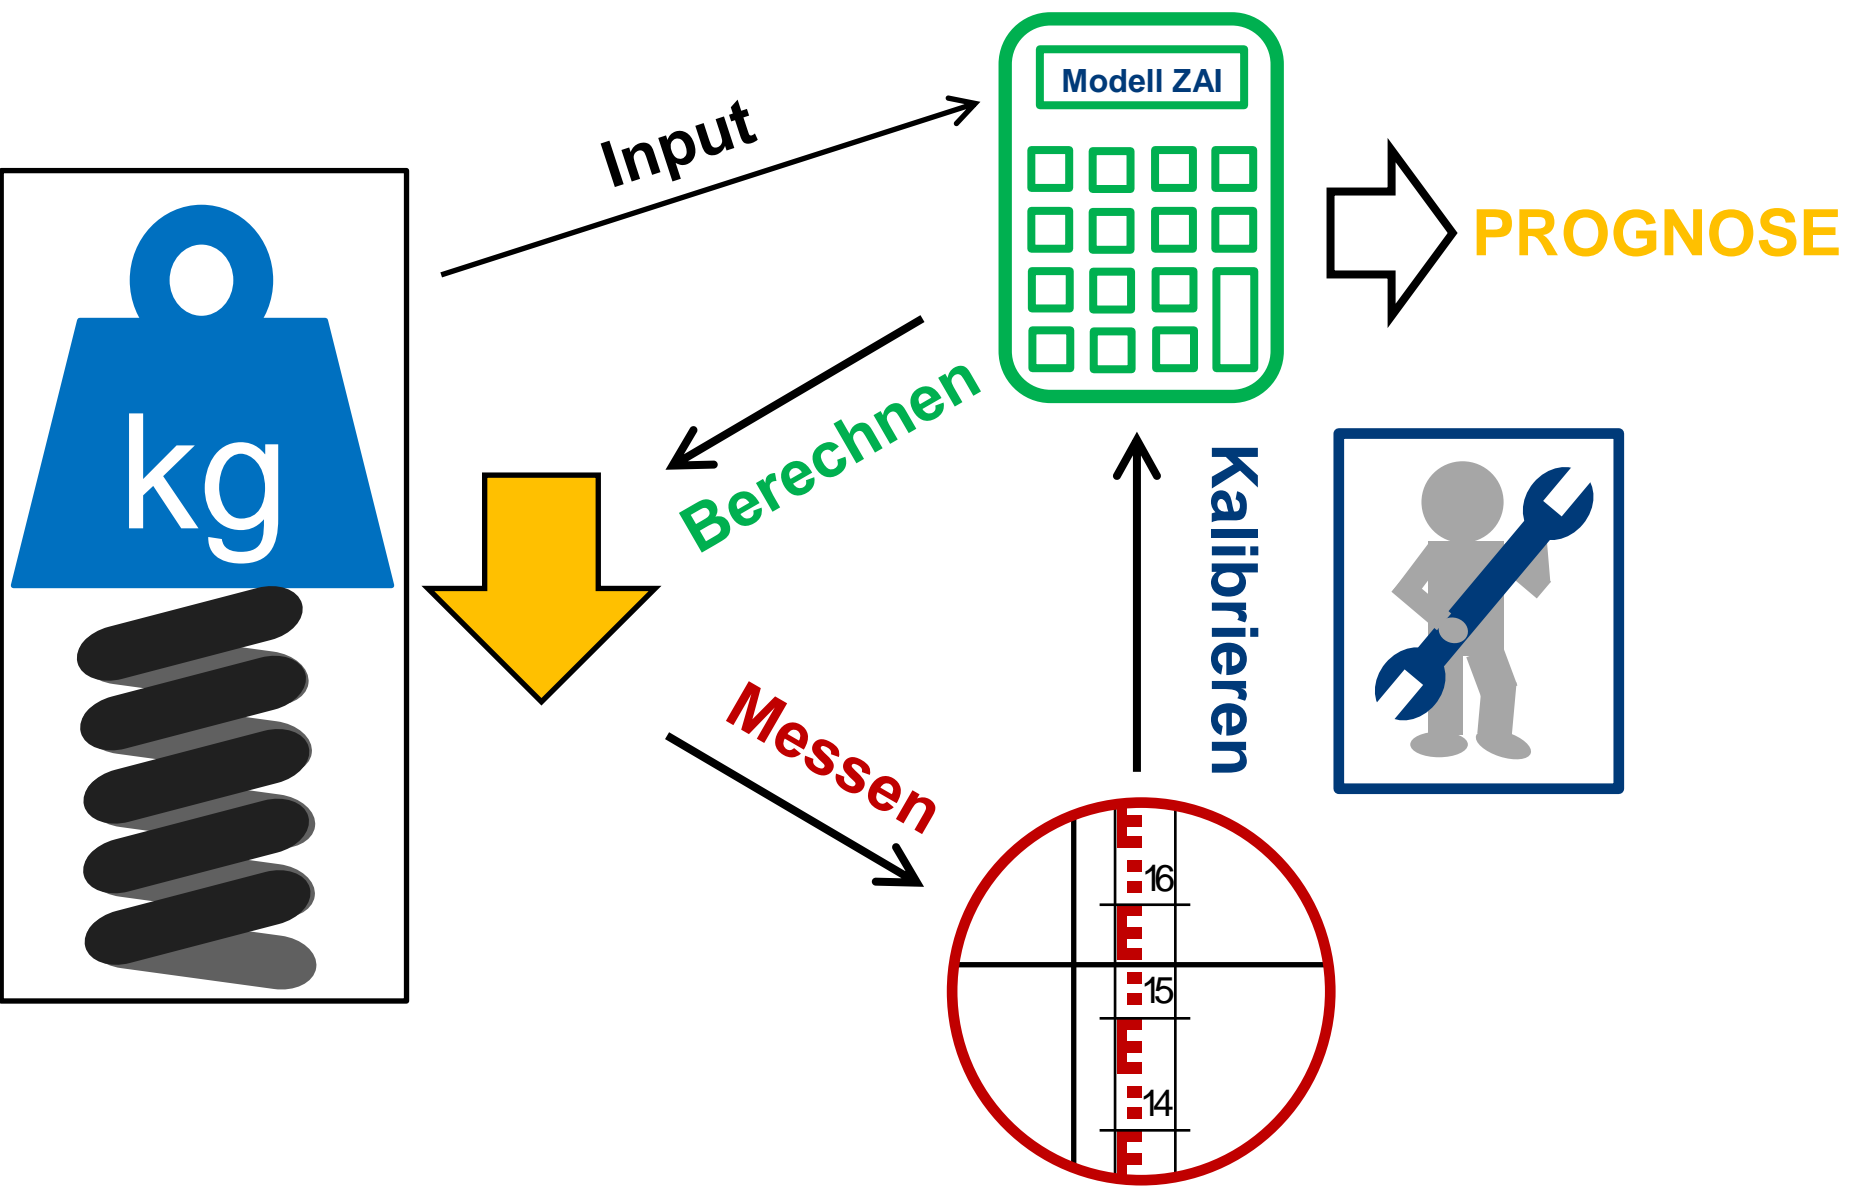 Modell ZAI
Input
PROGNOSE
kg
Berechnen
Kalibrieren
Messen
16
15
14